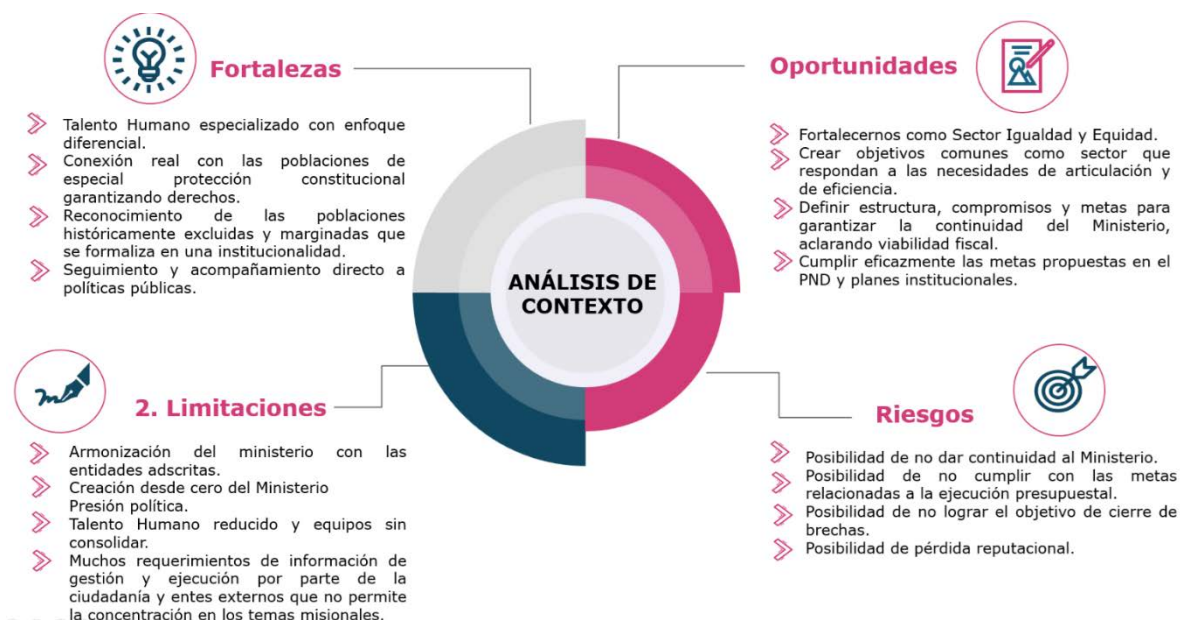 Fortalezas
Talento Humano especializado con enfoque
diferencial.
Conexión real con las poblaciones de
especial protección constitucional
garantizando derechos.
Reconocimiento de las poblaciones
históricamente excluidas y marginadas que
se formaliza en una institucionalidad.
Seguimiento y acompañamiento directo a
políticas públicas.
Oportunidades
Fortalecernos como Sector Igualdad y Equidad.
Crear objetivos comunes como sector que
respondan a las necesidades de articulación y
de eficiencia.
Definir estructura, compromisos y metas para
garantizar la continuidad del Ministerio,
aclarando viabilidad fiscal.
Cumplir eficazmente las metas propuestas en el
PND y planes institucionales.
ANÁLISIS DE
CONTEXTO
2. Limitaciones
Armonización del ministerio con las
entidades adscritas.
Creación desde cero del Ministerio
Presión política.
Talento Humano reducido y equipos sin
consolidar.
Muchos requerimientos de información de
gestión y ejecución por parte de la
ciudadanía y entes externos que no permite
la concentración en los temas misionales.
Riesgos
Posibilidad de no dar continuidad al Ministerio.
Posibilidad de no cumplir con las metas
relacionadas a la ejecución presupuestal.
Posibilidad de no lograr el objetivo de cierre de
brechas.
Posibilidad de pérdida reputacional.